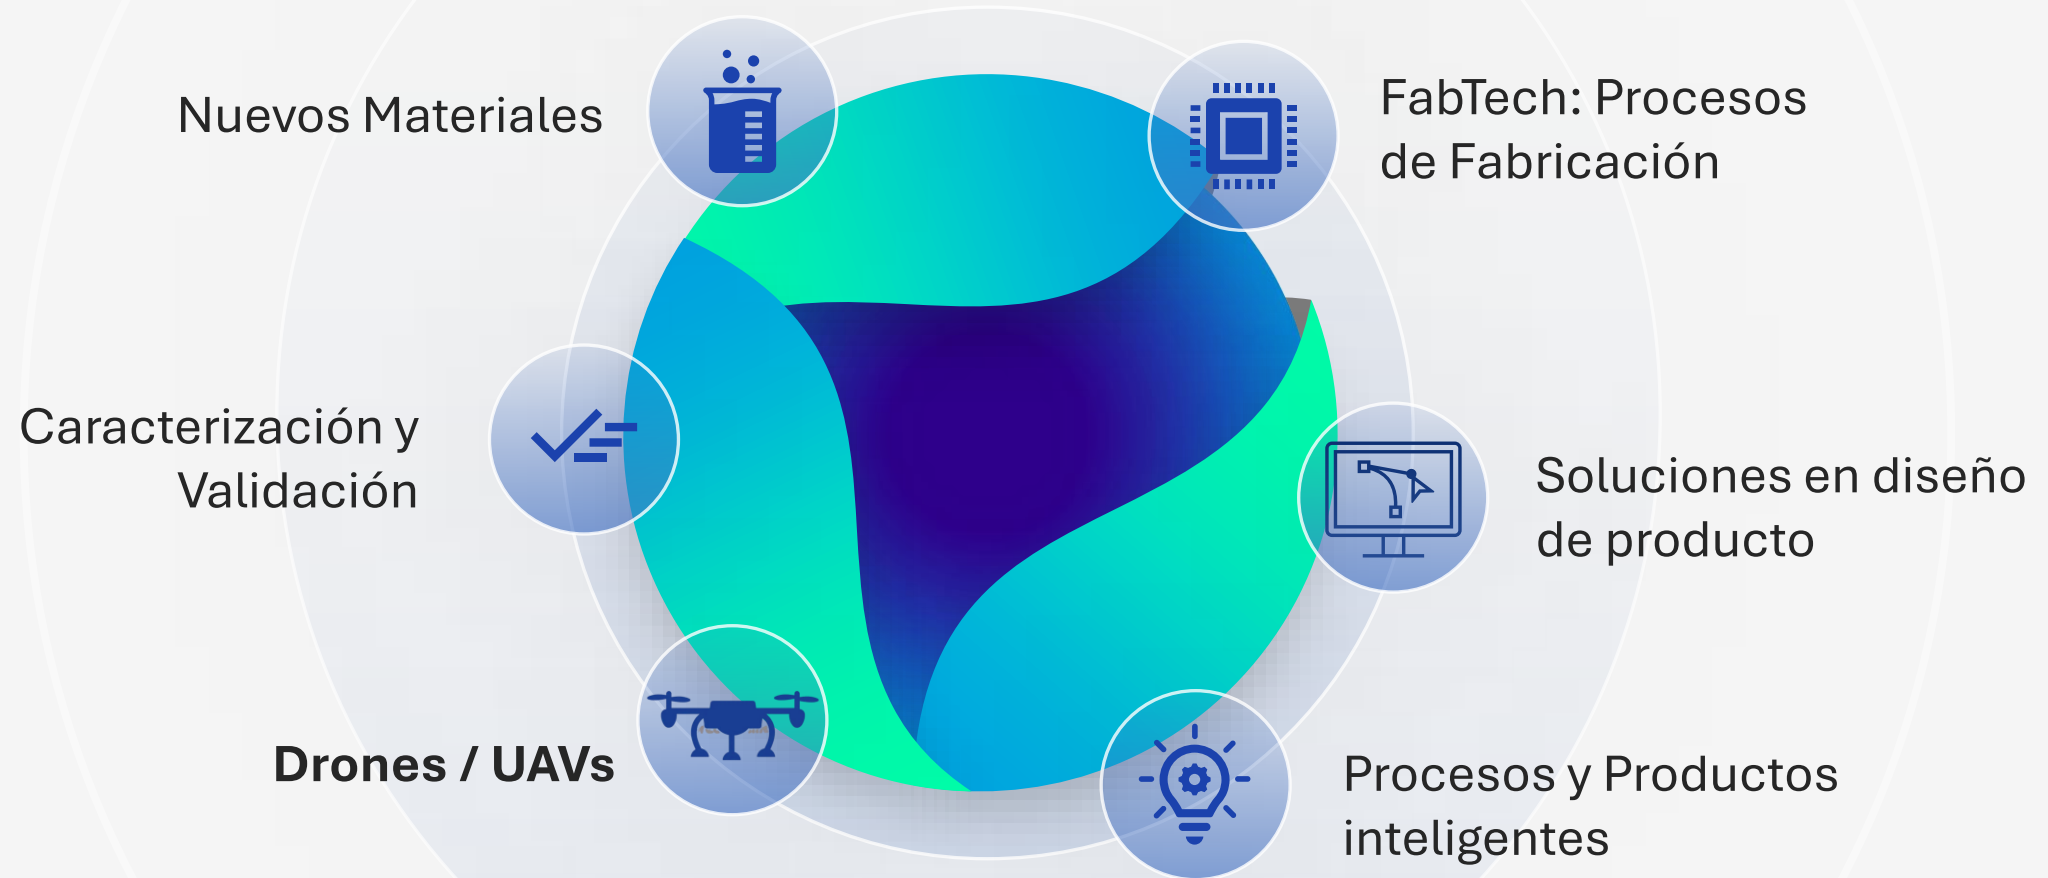 Nuevos Materiales
FabTech: Procesos
de Fabricación
Caracterización y
Validación
Soluciones en diseño
de producto
Drones / UAVs
Procesos y Productos
inteligentes